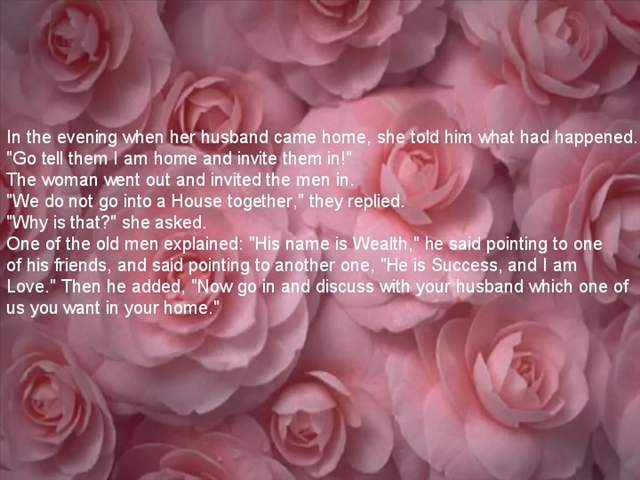 In the evening when her husband came home, she told him what had happened.
"Go tell them I am home and invite them in!"
The woman went out and invited the men in.
"We do not go into a House together," they replied.
"Why is that?" she asked.
One of the old men explained: "His name is Wealth," he said pointing to one
of his friends, and said pointing to another one, "He is Success, and I am
Love." Then he added, "Now go in and discuss with your husband which one of
us you want in your home."